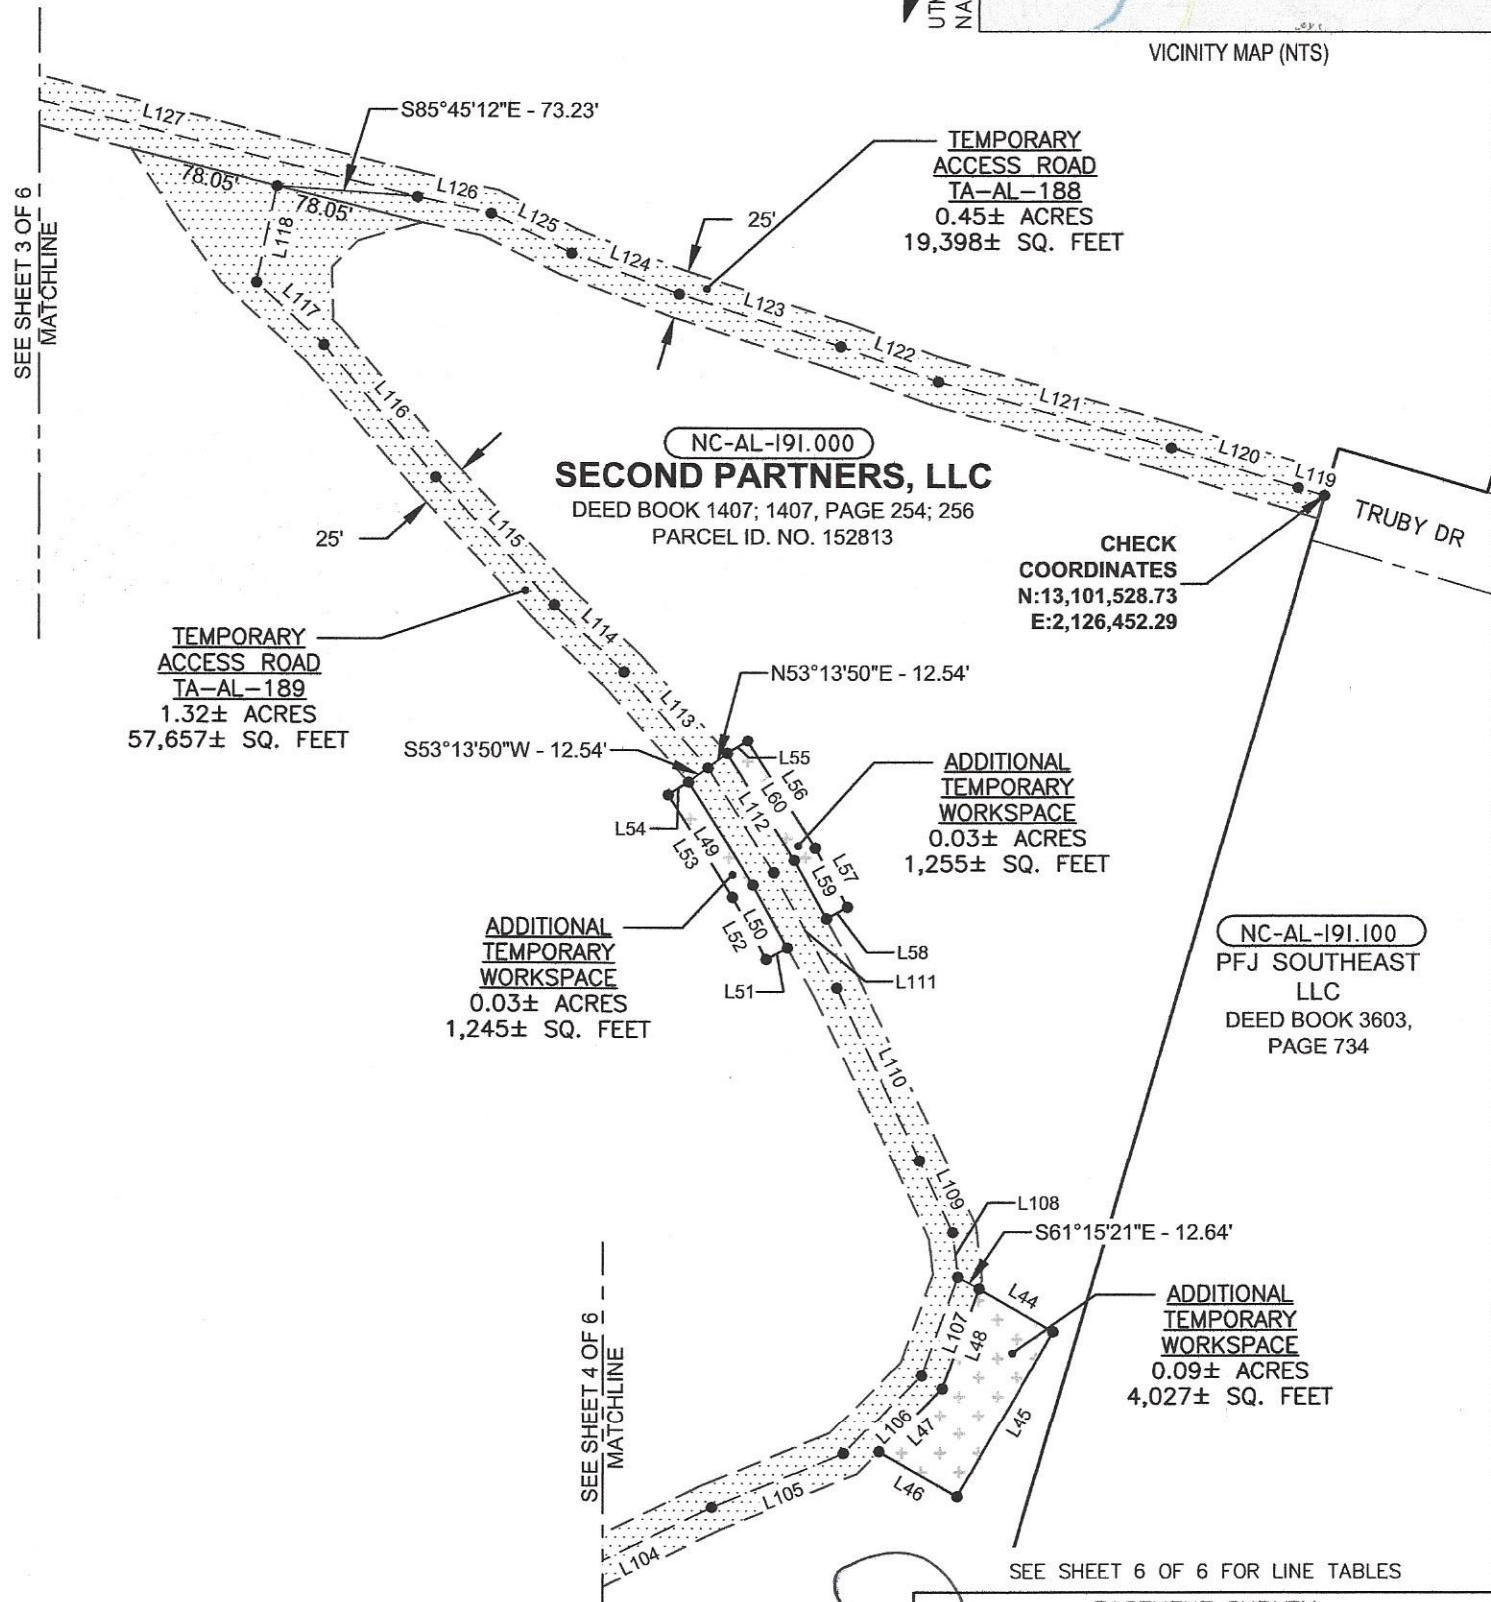 UTM
NA
VICINITY MAP (NTS)
SEE SHEET 3 OF 6
MATCHLINE
L127
S85°45'12"E - 73.23'
78.05'
78.05'
L126
L125
L124
25'
TEMPORARY
ACCESS ROAD
TA-AL-188
0.45± ACRES
19,398± SQ. FEET
L118
L117
L123
L122
L116
L121
L120
L119
TRUBY DR
NC-AL-191.000
SECOND PARTNERS, LLC
DEED BOOK 1407; 1407, PAGE 254; 256
PARCEL ID. NO. 152813
25'
L115
CHECK
COORDINATES
N:13,101,528.73
E:2,126,452.29
L114
TEMPORARY
ACCESS ROAD
TA-AL-189
1.32± ACRES
57,657± SQ. FEET
L113
N53°13'50"E - 12.54'
S53°13'50"W - 12.54'
L55
L56
L60
L112
L54
L49
L53
ADDITIONAL
TEMPORARY
WORKSPACE
0.03± ACRES
1,255± SQ. FEET
L57
L59
L50
L52
L58
L111
L51
ADDITIONAL
TEMPORARY
WORKSPACE
0.03± ACRES
1,245± SQ. FEET
NC-AL-191.100
PFJ SOUTHEAST
LLC
DEED BOOK 3603,
PAGE 734
L110
L109
L108
S61°15'21"E - 12.64'
L44
L107
L48
ADDITIONAL
TEMPORARY
WORKSPACE
0.09± ACRES
4,027± SQ. FEET
L45
L106
L47
L46
SEE SHEET 4 OF 6
MATCHLINE
L105
L104
SEE SHEET 6 OF 6 FOR LINE TABLES